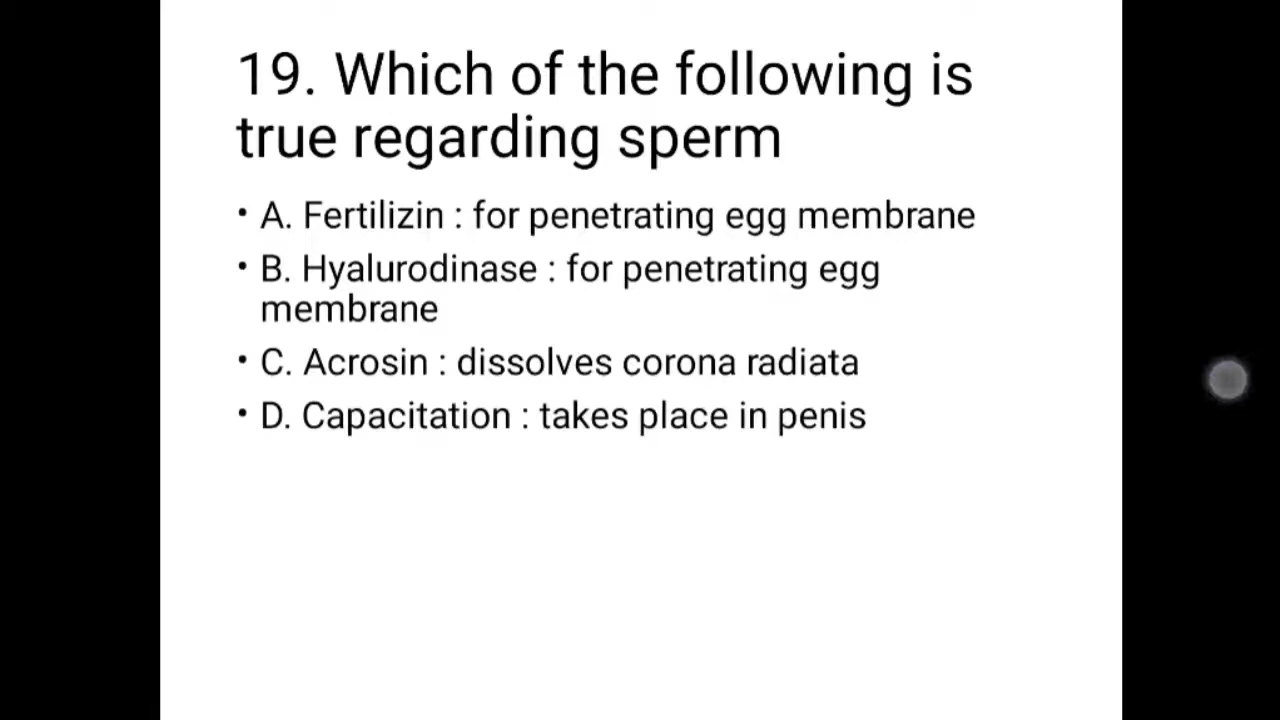 19. Which of the following is
true regarding sperm
• A. Fertilizin : for penetrating egg membrane
• B. Hyalurodinase : for penetrating egg
membrane
• C. Acrosin : dissolves corona radiata
• D. Capacitation : takes place in penis